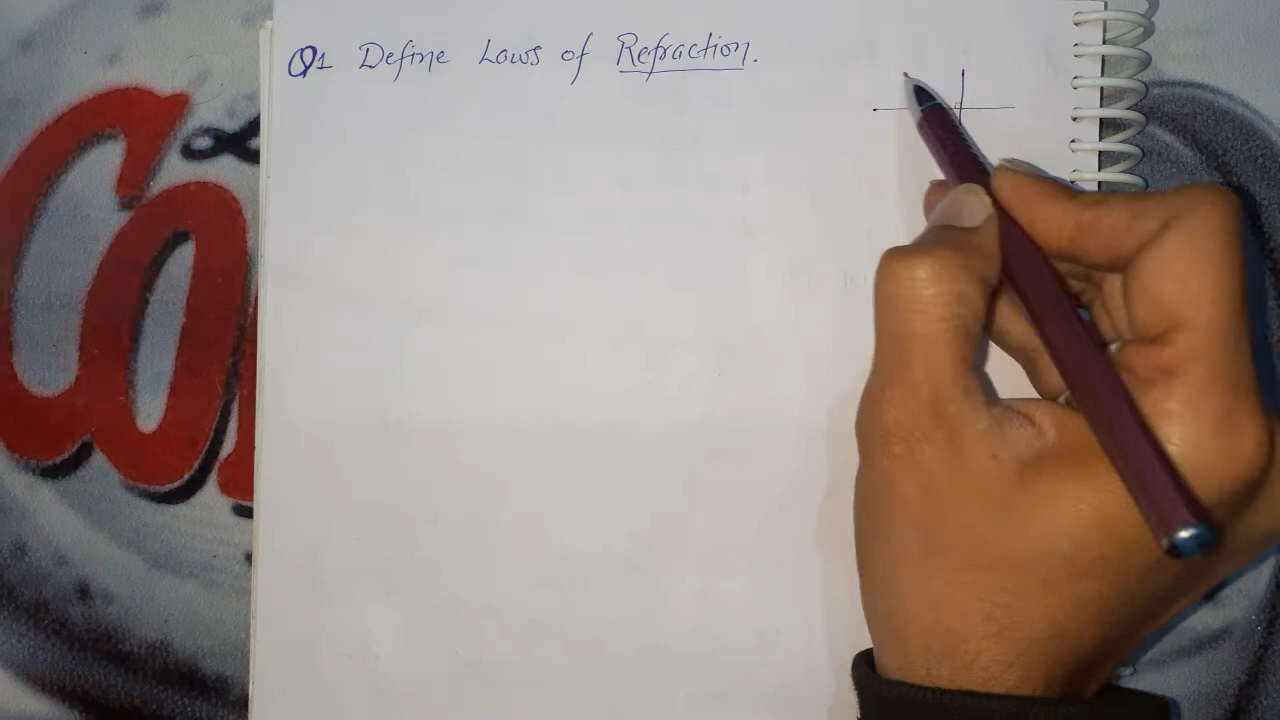 Q1 Define Laws of Refraction.